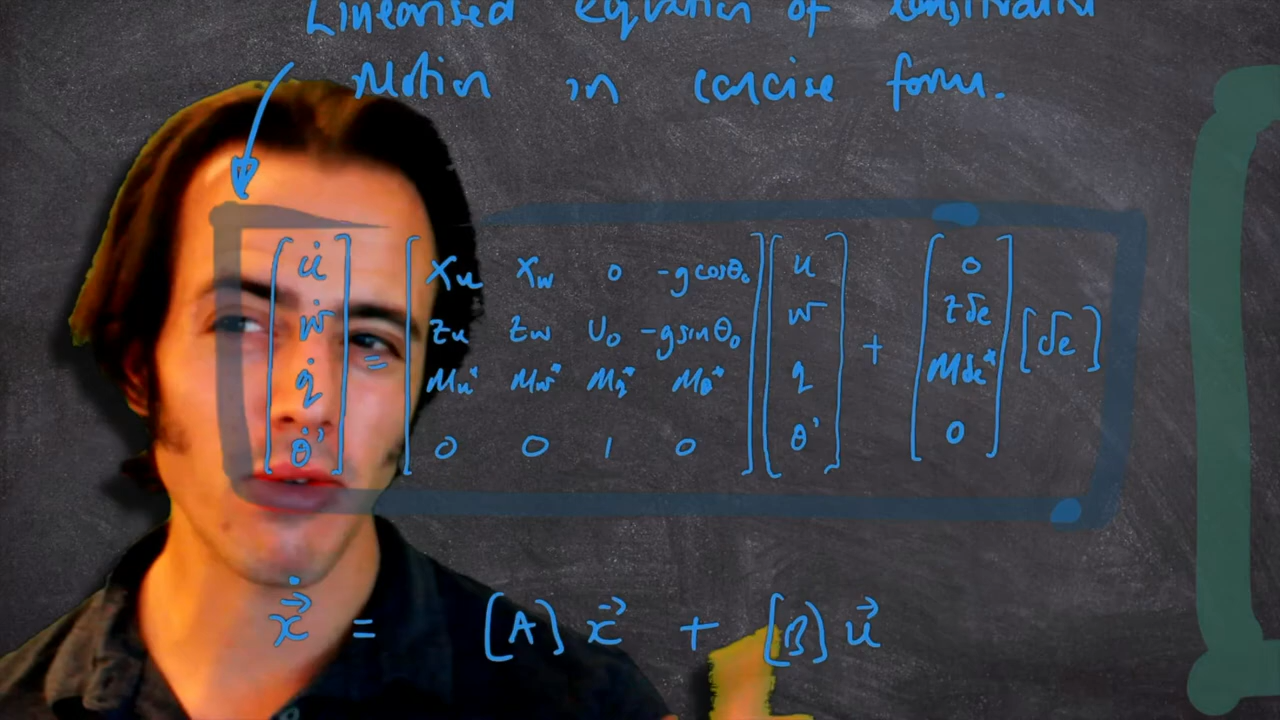 Linearised equation of constrained
motion in concise form.
[u̇ ẇ q̇ θ̇'] = [Xu Xw 0 -g cosθ₀ [u + [0 [δe]
Zu Zw U₀ -g sinθ₀ w Zδe
Mu* Mw* Mq* Mθ* q Mδe*
0 0 1 0] θ'] 0]
ẋ = [A] x⃗ + [B] u⃗